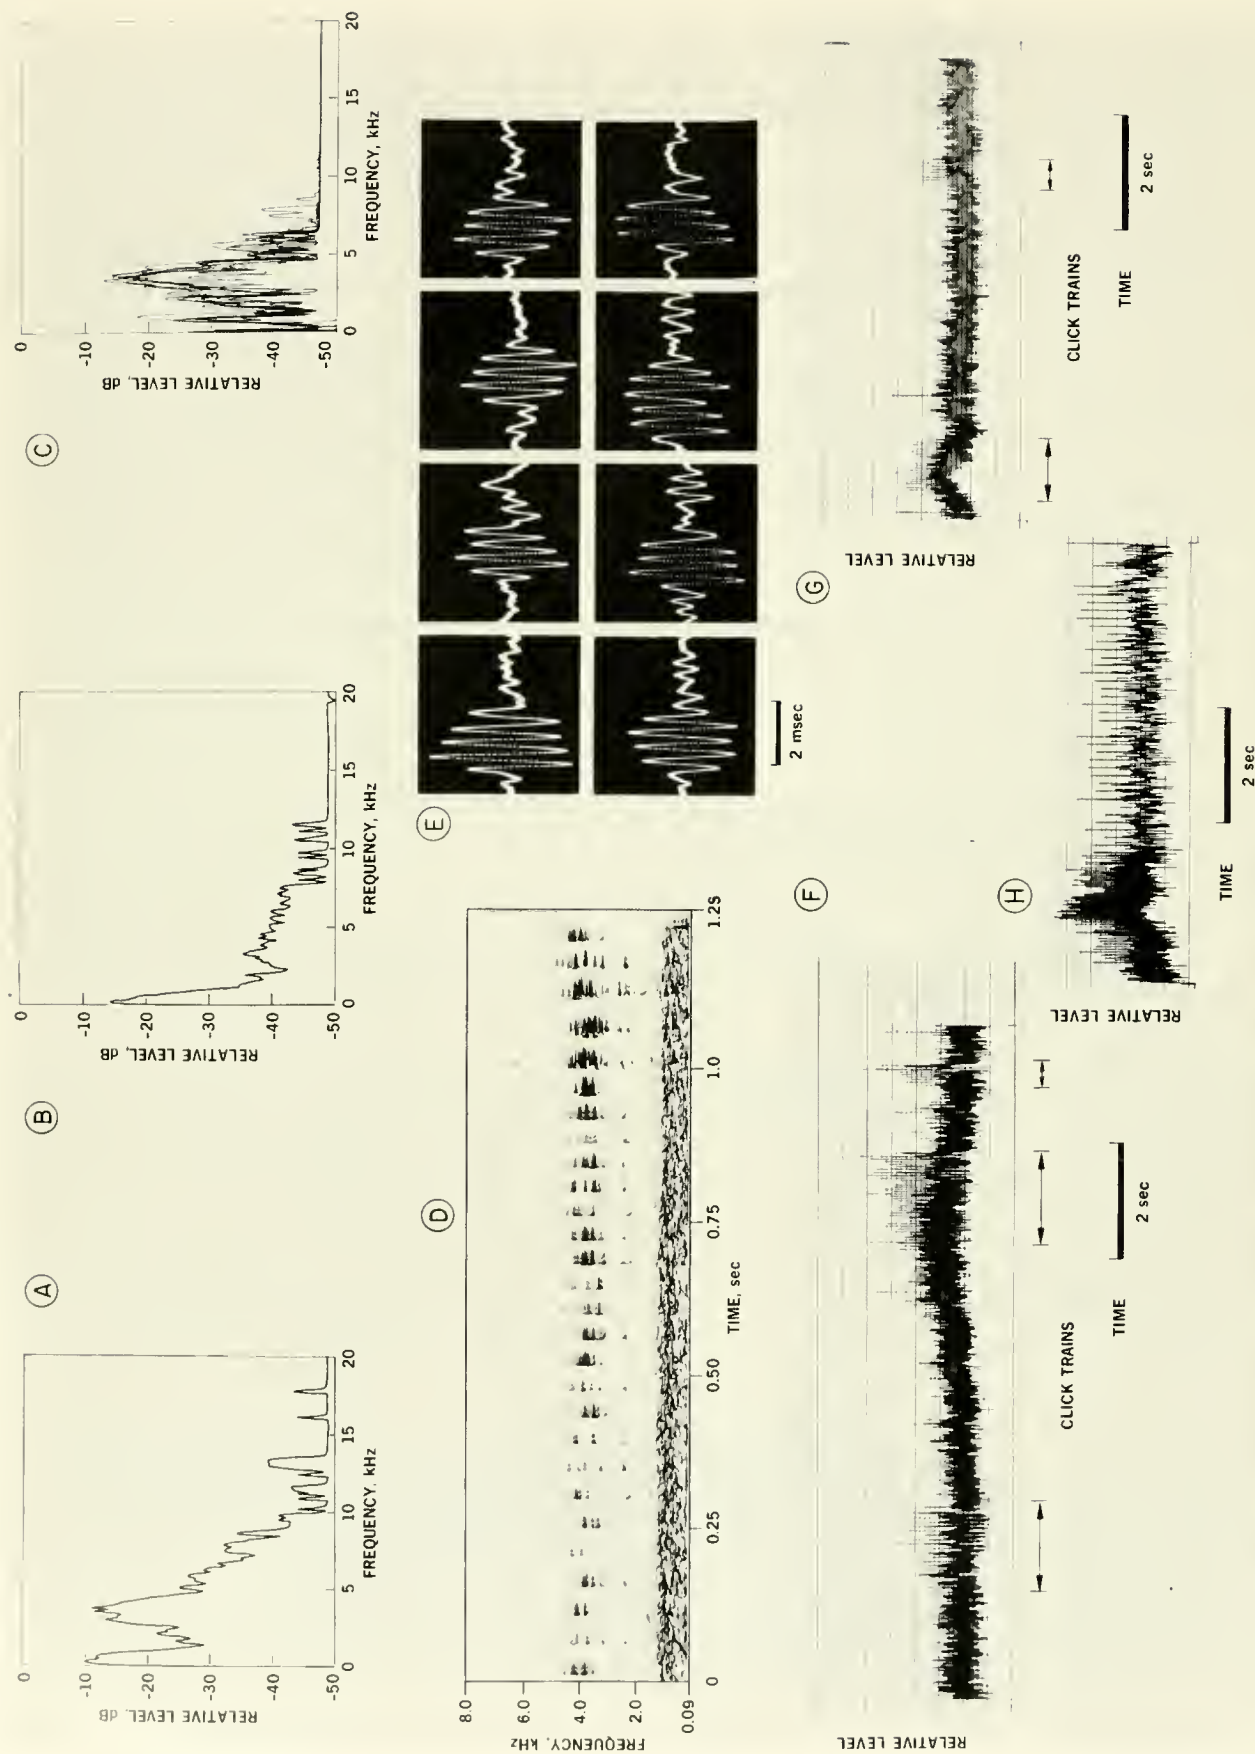 A
RELATIVE LEVEL, dB
0
-10
-20
-30
-40
-50
0 5 10 15 20
FREQUENCY, kHz
B
RELATIVE LEVEL, dB
0
-10
-20
-30
-40
-50
0 5 10 15 20
FREQUENCY, kHz
C
RELATIVE LEVEL, dB
0
-10
-20
-30
-40
-50
0 5 10 15 20
FREQUENCY, kHz
D
FREQUENCY, kHz
8.0
6.0
4.0
2.0
0.09
0 0.25 0.50 0.75 1.0 1.25
TIME, sec
E
2 msec
F
RELATIVE LEVEL
CLICK TRAINS
TIME
2 sec
G
RELATIVE LEVEL
CLICK TRAINS
TIME
2 sec
H
RELATIVE LEVEL
TIME
2 sec